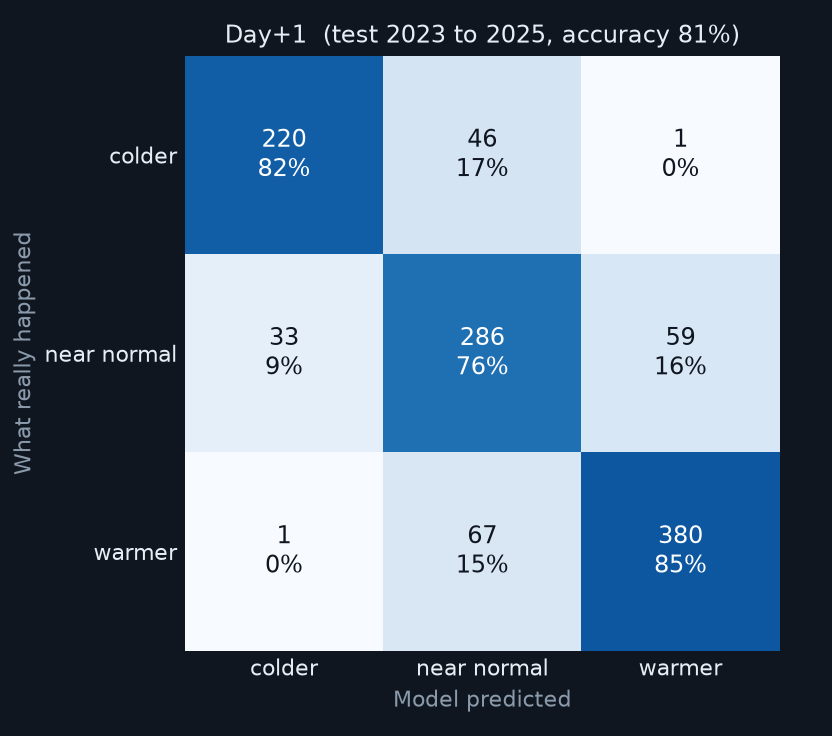 Day+1  (test 2023 to 2025, accuracy 81%)
What really happened
colder
220
82%
46
17%
1
0%
near normal
33
9%
286
76%
59
16%
warmer
1
0%
67
15%
380
85%
colder
near normal
warmer
Model predicted